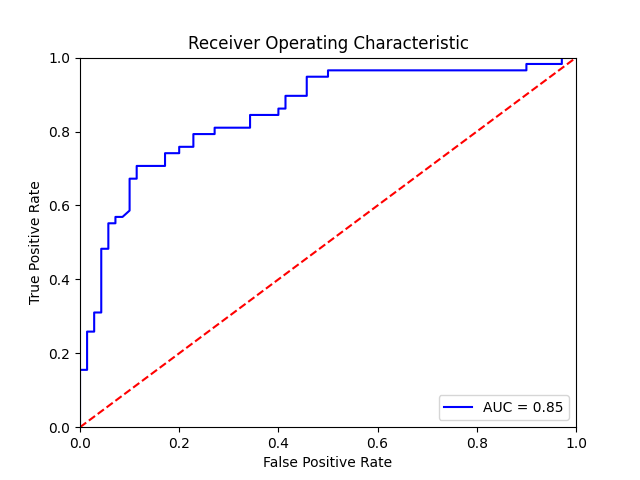 Receiver Operating Characteristic
1.0
0.8
0.6
0.4
0.2
0.0
True Positive Rate
AUC = 0.85
0.0 0.2 0.4 0.6 0.8 1.0
False Positive Rate